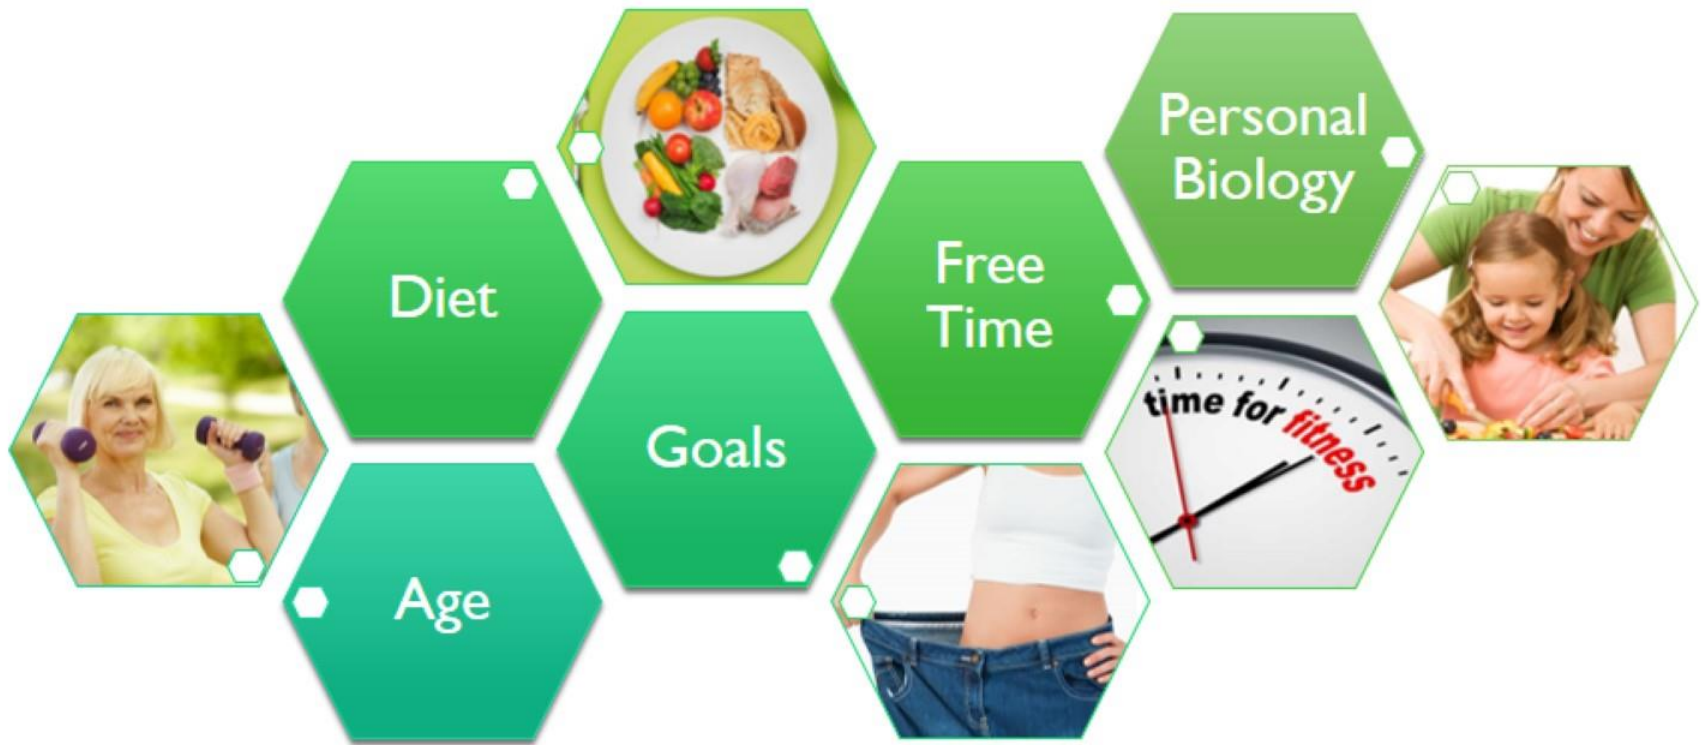 Personal
Biology
Free
Time
Diet
Goals
time for fitness
Age